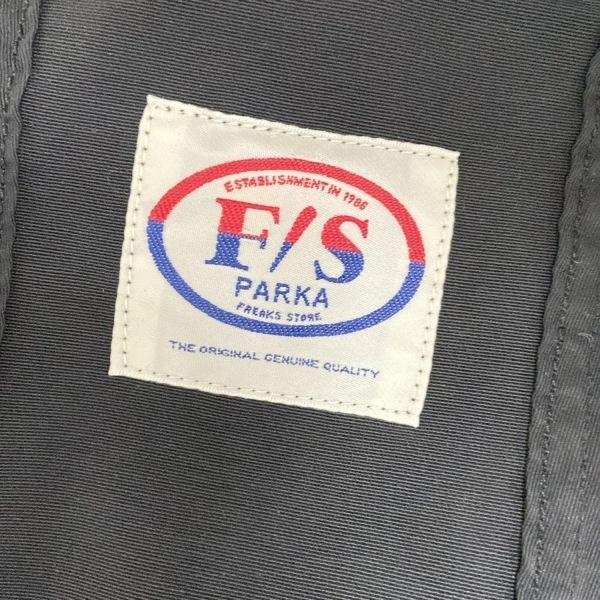 ESTABLISHMENT IN 1986
F/S
PARKA
FREAKS STORE
THE ORIGINAL GENUINE QUALITY